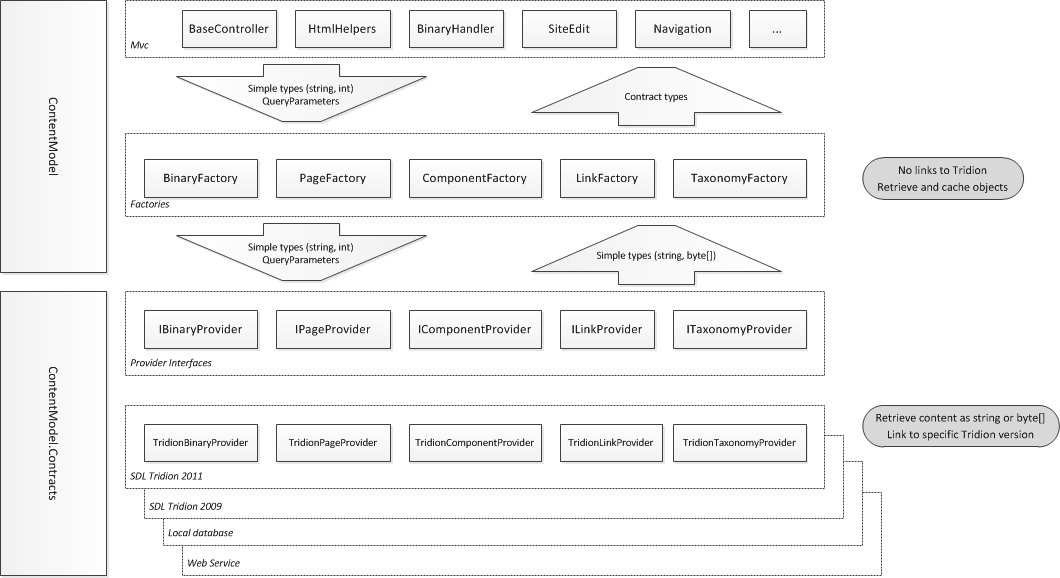 ContentModel
BaseController
HtmlHelpers
BinaryHandler
SiteEdit
Navigation
...
Mvc
Simple types (string, int)
QueryParameters
Contract types
BinaryFactory
PageFactory
ComponentFactory
LinkFactory
TaxonomyFactory
Factories
No links to Tridion
Retrieve and cache objects
Simple types (string, int)
QueryParameters
Simple types (string, byte[])
ContentModel.Contracts
IBinaryProvider
IPageProvider
IComponentProvider
ILinkProvider
ITaxonomyProvider
Provider Interfaces
TridionBinaryProvider
TridionPageProvider
TridionComponentProvider
TridionLinkProvider
TridionTaxonomyProvider
SDL Tridion 2011
Retrieve content as string or byte[]
Link to specific Tridion version
SDL Tridion 2009
Local database
Web Service